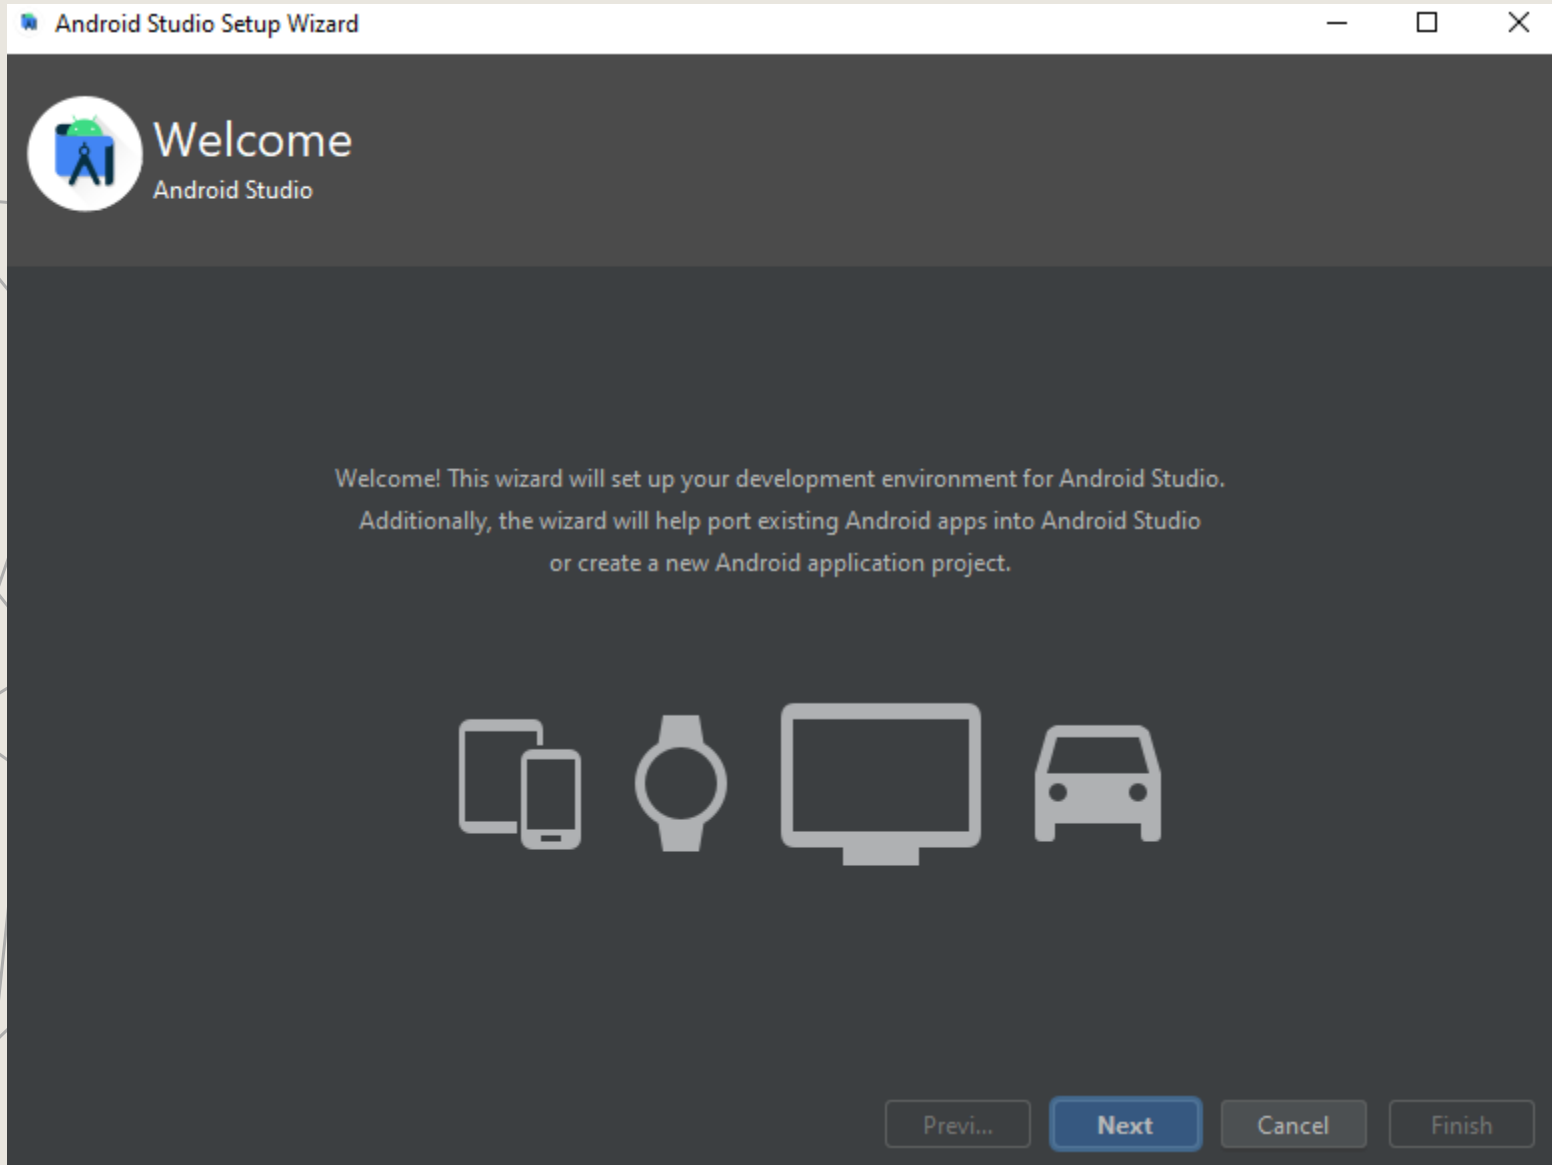 Android Studio Setup Wizard
Welcome
Android Studio
Welcome! This wizard will set up your development environment for Android Studio.
Additionally, the wizard will help port existing Android apps into Android Studio
or create a new Android application project.
Previ... Next Cancel Finish